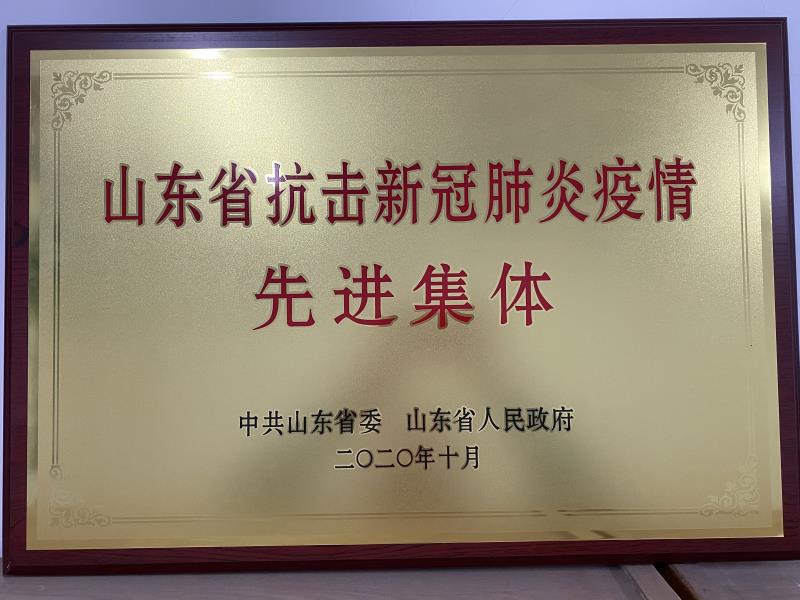 山东省抗击新冠肺炎疫情
先进集体
中共山东省委 山东省人民政府
二〇二〇年十月